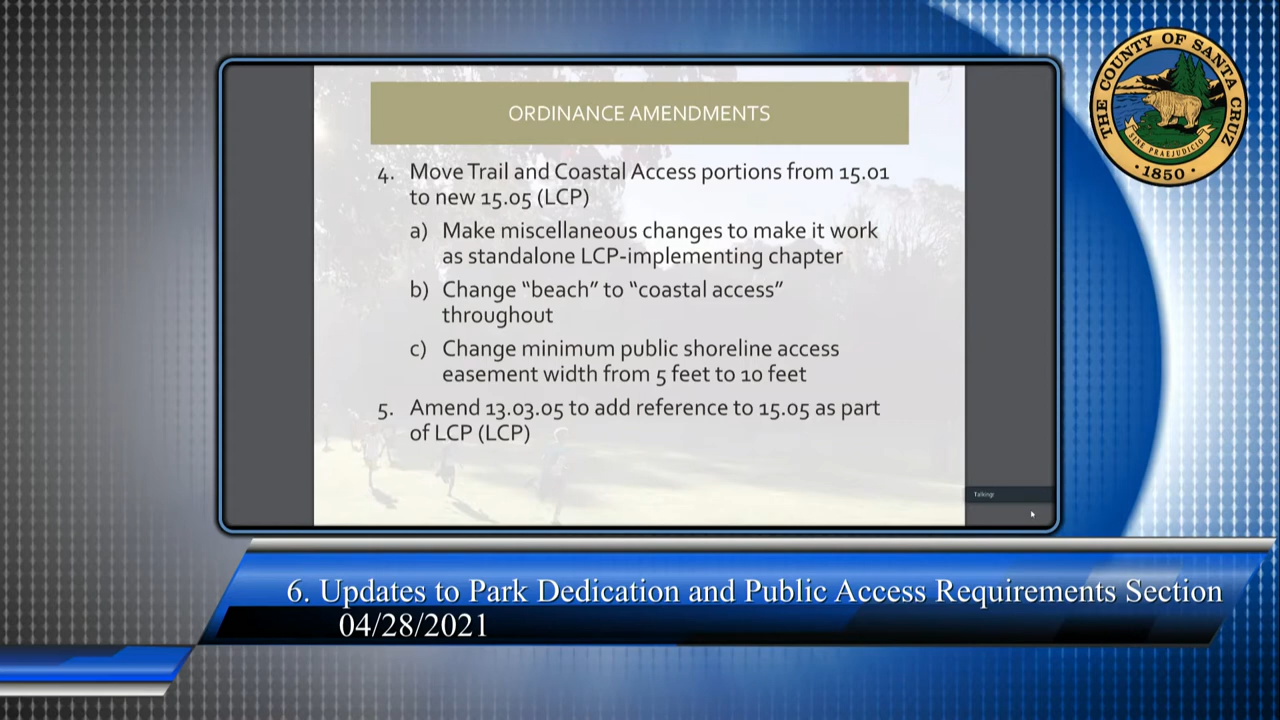 THE COUNTY OF SANTA CRUZ
SINE PRAEJUDICIO
• 1850 •
ORDINANCE AMENDMENTS
4. Move Trail and Coastal Access portions from 15.01
to new 15.05 (LCP)
a) Make miscellaneous changes to make it work
as standalone LCP-implementing chapter
b) Change “beach” to “coastal access”
throughout
c) Change minimum public shoreline access
easement width from 5 feet to 10 feet
5. Amend 13.03.05 to add reference to 15.05 as part
of LCP (LCP)
Talking:
6. Updates to Park Dedication and Public Access Requirements Section
04/28/2021